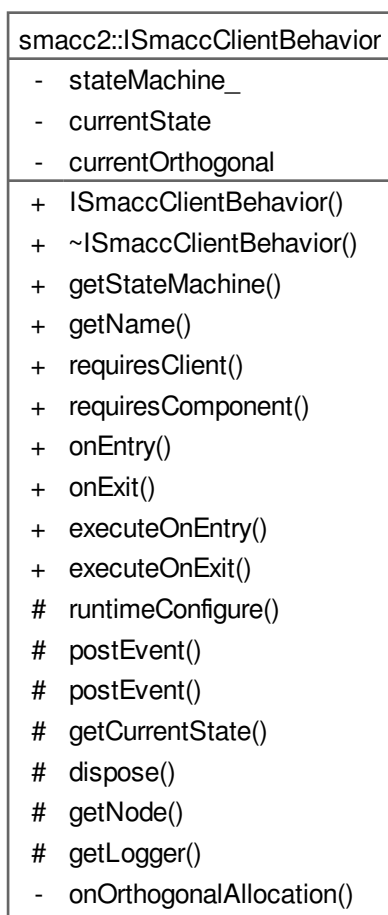 smacc2::ISmaccClientBehavior
- stateMachine_
- currentState
- currentOrthogonal
+ ISmaccClientBehavior()
+ ~ISmaccClientBehavior()
+ getStateMachine()
+ getName()
+ requiresClient()
+ requiresComponent()
+ onEntry()
+ onExit()
+ executeOnEntry()
+ executeOnExit()
# runtimeConfigure()
# postEvent()
# postEvent()
# getCurrentState()
# dispose()
# getNode()
# getLogger()
- onOrthogonalAllocation()